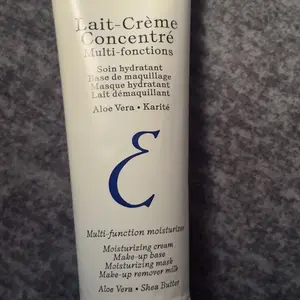 Lait-Crème
Concentré
Multi-fonctions
Soin hydratant
Base de maquillage
Masque hydratant
Lait démaquillant
Aloe Vera • Karité
E
Multi-function moisturizer
Moisturizing cream
Make-up base
Moisturizing mask
Make-up remover milk
Aloe Vera • Shea Butter